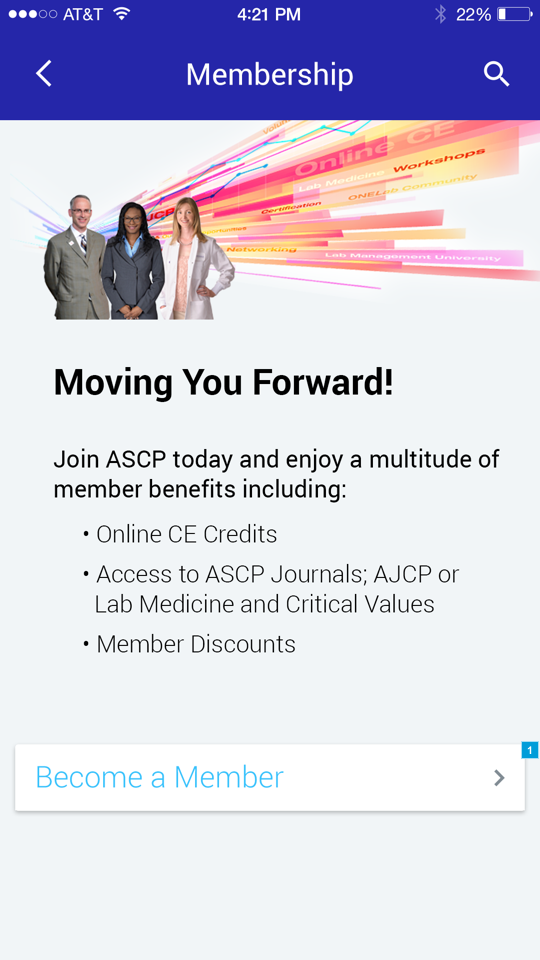 AT&T
4:21 PM
22%
Membership
Online CE
Lab Medicine
Workshops
ONELab Community
JCP
Certification
Networking
Lab Management University
Moving You Forward!
Join ASCP today and enjoy a multitude of
member benefits including:
• Online CE Credits
• Access to ASCP Journals; AJCP or
Lab Medicine and Critical Values
• Member Discounts
1
Become a Member